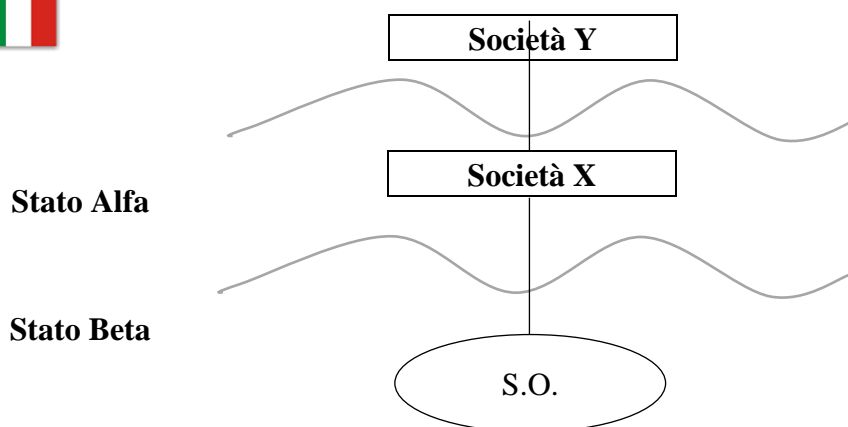 Società Y
Società X
Stato Alfa
Stato Beta
S.O.